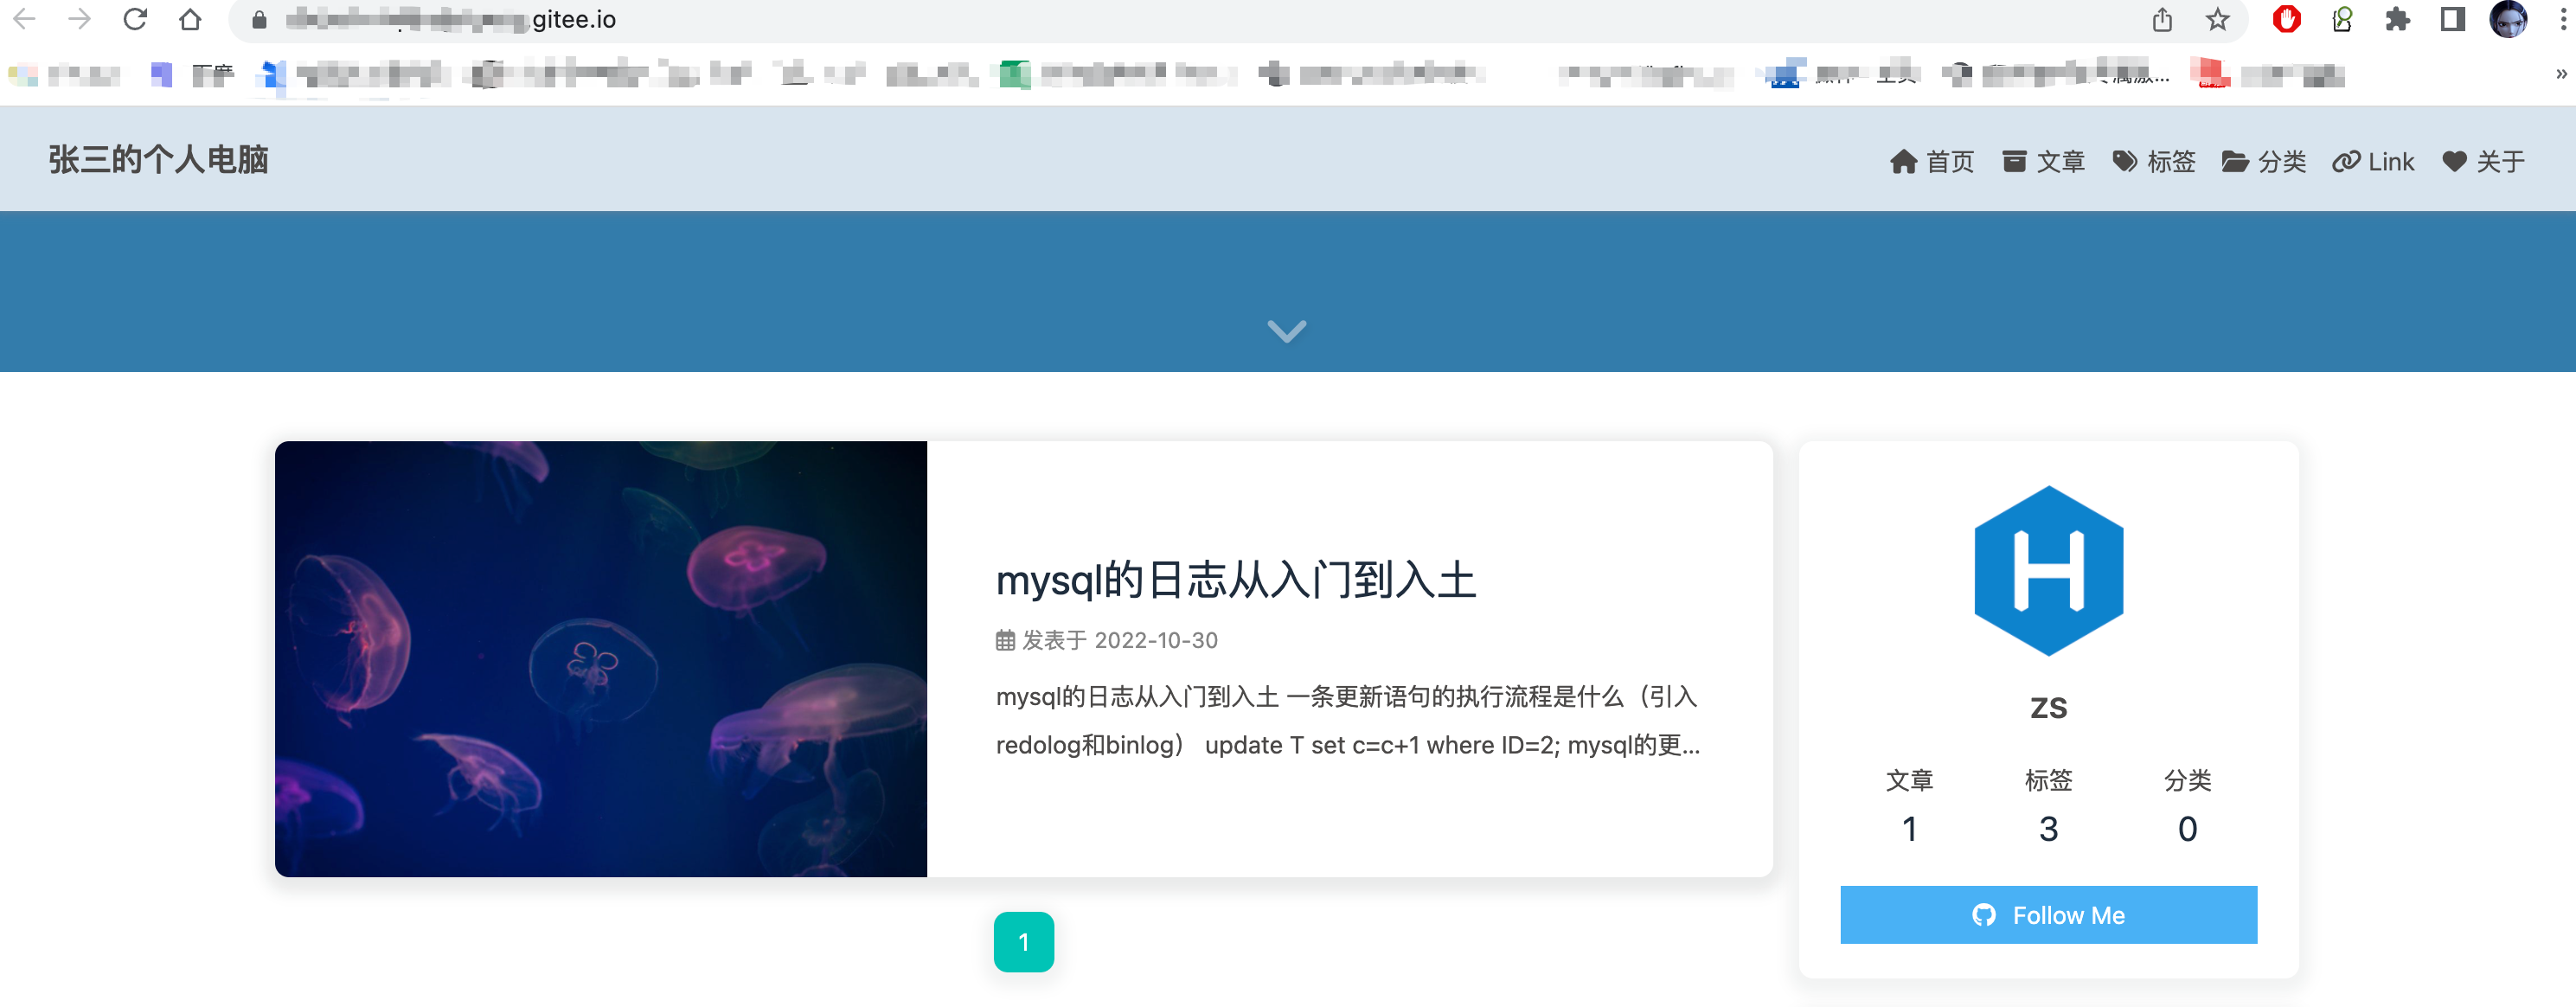 .gitee.io
张三的个人电脑
首页 文章 标签 分类 Link 关于
mysql的日志从入门到入土
发表于 2022-10-30
mysql的日志从入门到入土 一条更新语句的执行流程是什么（引入
redolog和binlog） update T set c=c+1 where ID=2; mysql的更...
H
ZS
文章 标签 分类
1 3 0
Follow Me
1